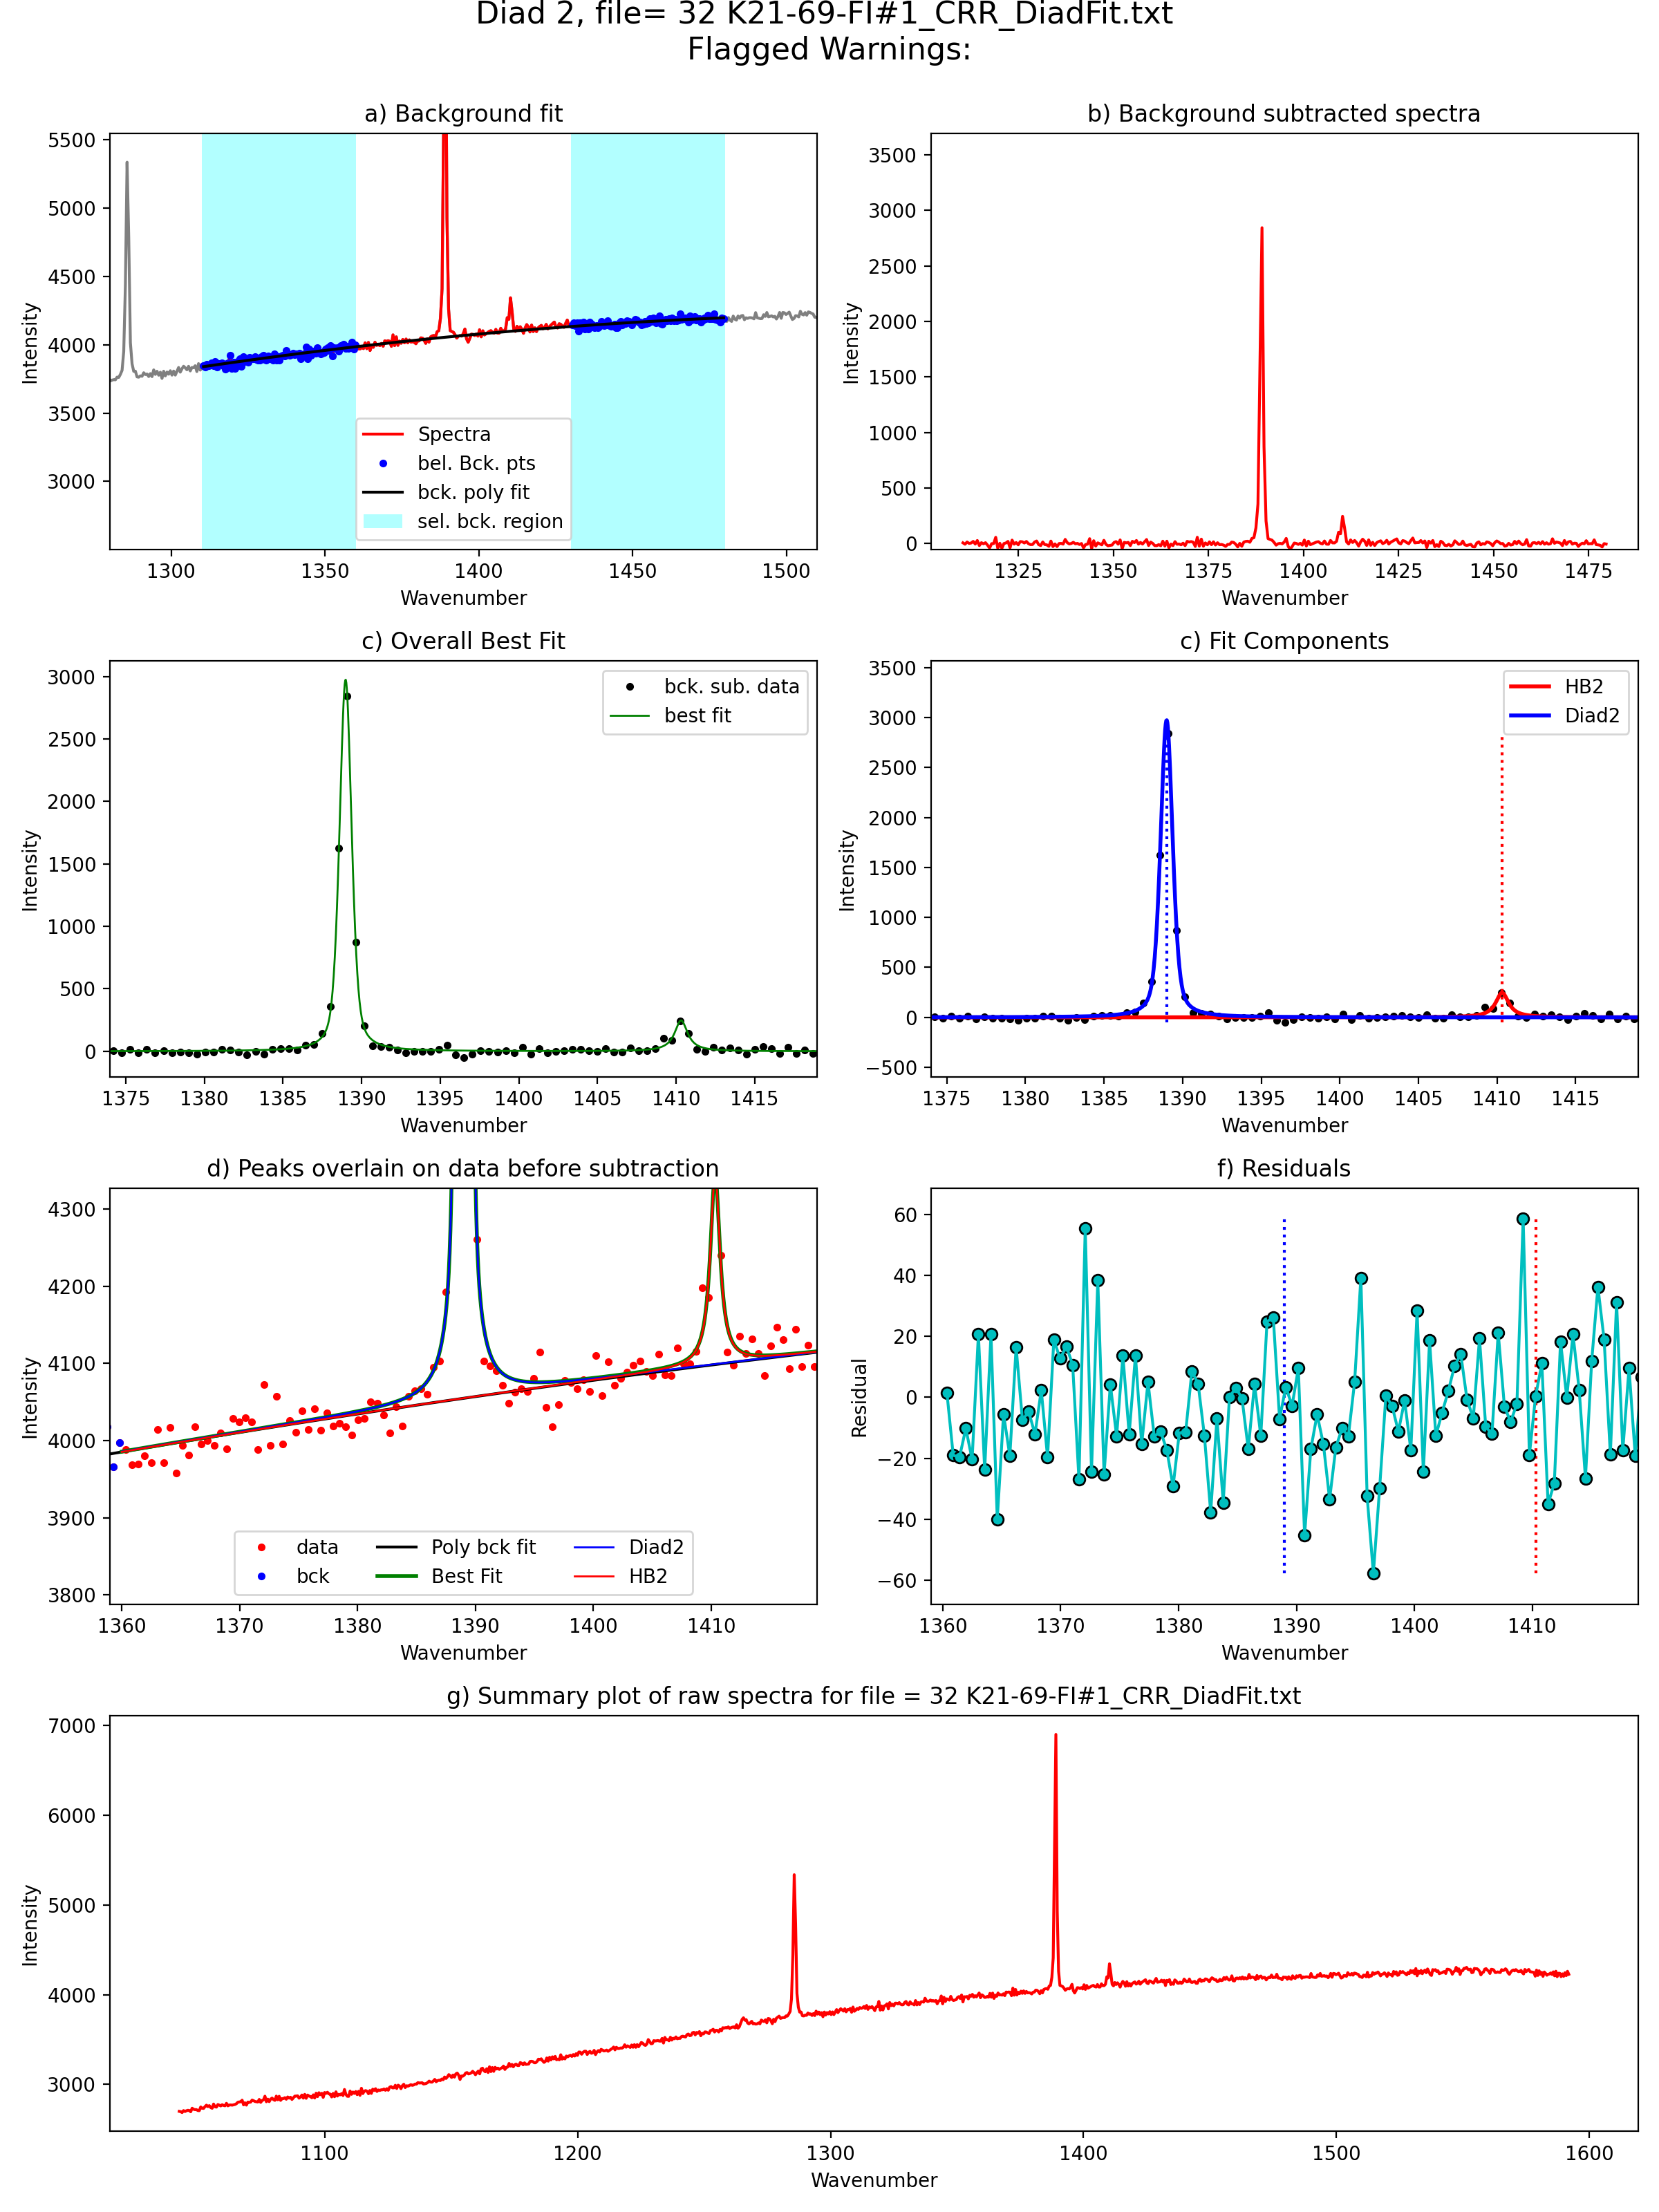 Diad 2, file= 32 K21-69-FI#1_CRR_DiadFit.txt
Flagged Warnings:
a) Background fit
5500
5000
4500
4000
3500
3000
Intensity
1300 1350 1400 1450 1500
Wavenumber
Spectra
bel. Bck. pts
bck. poly fit
sel. bck. region
b) Background subtracted spectra
3500
3000
2500
2000
1500
1000
500
0
Intensity
1325 1350 1375 1400 1425 1450 1475
Wavenumber
c) Overall Best Fit
3000
2500
2000
1500
1000
500
0
Intensity
1375 1380 1385 1390 1395 1400 1405 1410 1415
Wavenumber
bck. sub. data
best fit
c) Fit Components
3500
3000
2500
2000
1500
1000
500
0
−500
Intensity
1375 1380 1385 1390 1395 1400 1405 1410 1415
Wavenumber
HB2
Diad2
d) Peaks overlain on data before subtraction
4300
4200
4100
4000
3900
3800
Intensity
1360 1370 1380 1390 1400 1410
Wavenumber
data
bck
Poly bck fit
Best Fit
Diad2
HB2
f) Residuals
60
40
20
0
−20
−40
−60
Residual
1360 1370 1380 1390 1400 1410
Wavenumber
g) Summary plot of raw spectra for file = 32 K21-69-FI#1_CRR_DiadFit.txt
7000
6000
5000
4000
3000
Intensity
1100 1200 1300 1400 1500 1600
Wavenumber